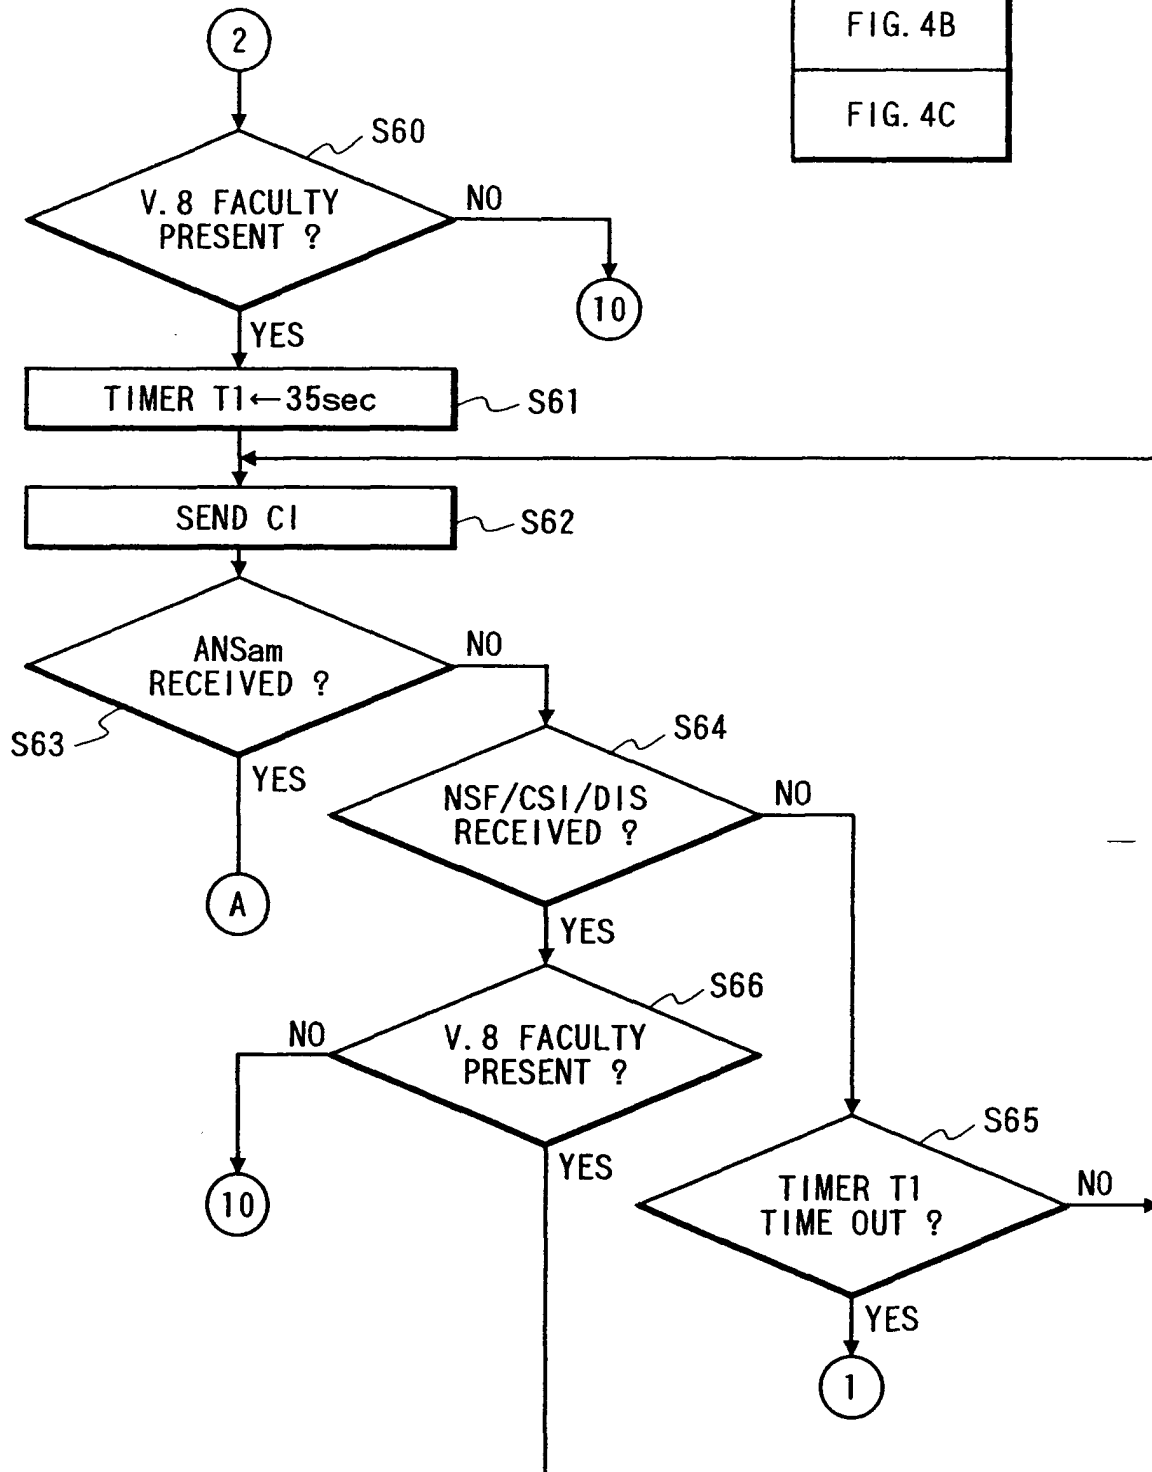 2
FIG. 4B
FIG. 4C
S60
V.8 FACULTY
PRESENT ?
NO
10
YES
TIMER T1←35sec
S61
SEND CI
S62
ANSam
RECEIVED ?
NO
S63
YES
A
S64
NSF/CSI/DIS
RECEIVED ?
NO
YES
S66
V.8 FACULTY
PRESENT ?
NO
10
YES
S65
TIMER T1
TIME OUT ?
NO
YES
1